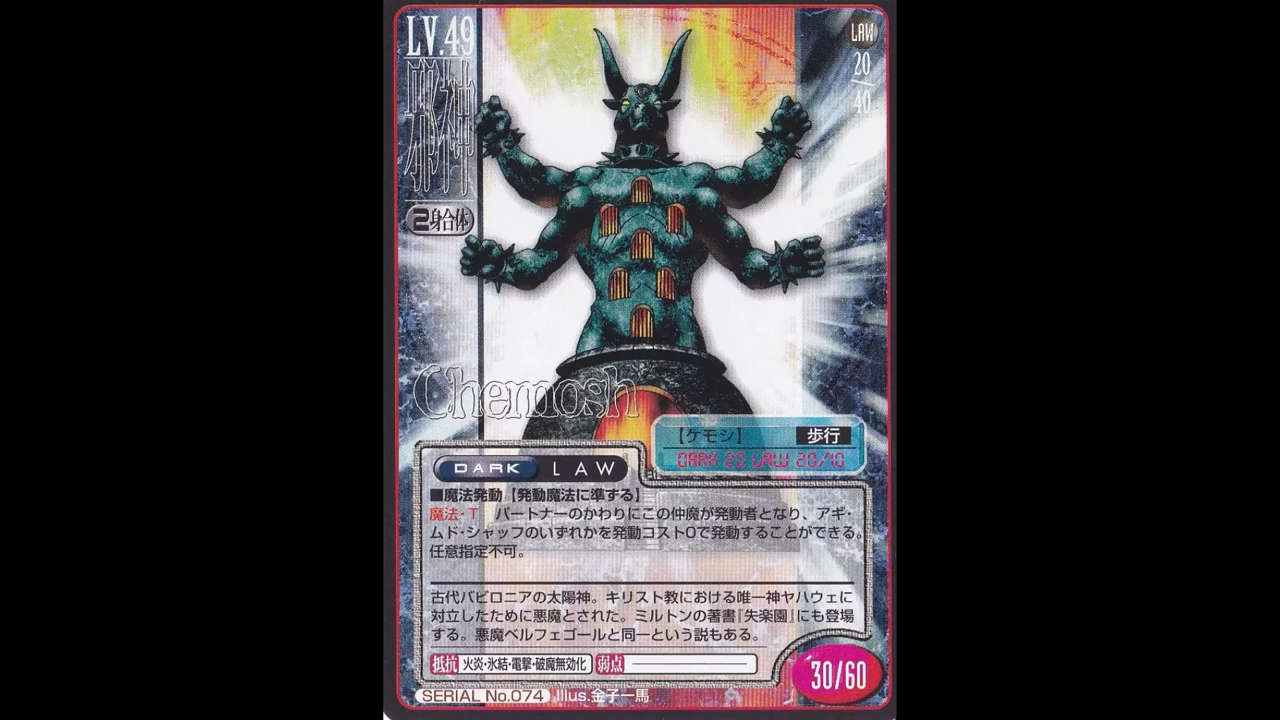 LV.49
LAW
20/40
邪神
2身合体
Chemosh
【ケモシ】 歩行
DARK 20 LAW 20/10
DARK LAW
■魔法発動【発動魔法に準ずる】
魔法・T パートナーのかわりにこの仲魔が発動者となり、アギ・
ムド・シャッフのいずれかを発動コスト0で発動することができる。
任意指定不可。
古代バビロニアの太陽神。キリスト教における唯一神ヤハウェに
対立したために悪魔とされた。ミルトンの著書『失楽園』にも登場
する。悪魔ベルフェゴールと同一という説もある。
抵抗 火炎・氷結・電撃・破魔無効化 弱点
30/60
SERIAL No.074 Illus.金子一馬